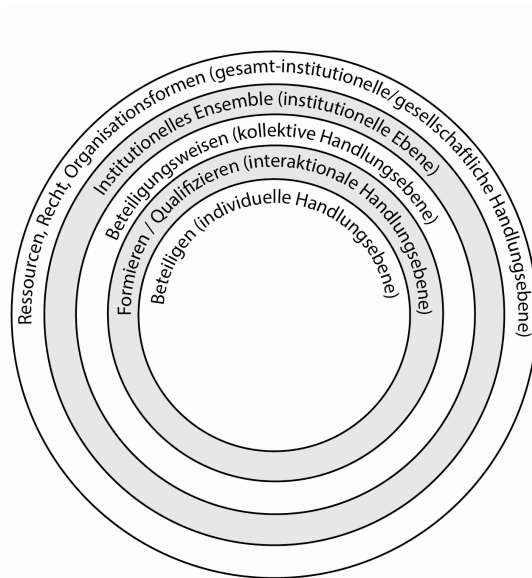 Ressourcen, Recht, Organisationsformen (gesamt-institutionelle/gesellschaftliche Handlungsebene)
Institutionelles Ensemble (institutionelle Ebene)
Beteiligungsweisen (kollektive Handlungsebene)
Formieren / Qualifizieren (interaktionale Handlungsebene)
Beteiligen (individuelle Handlungsebene)